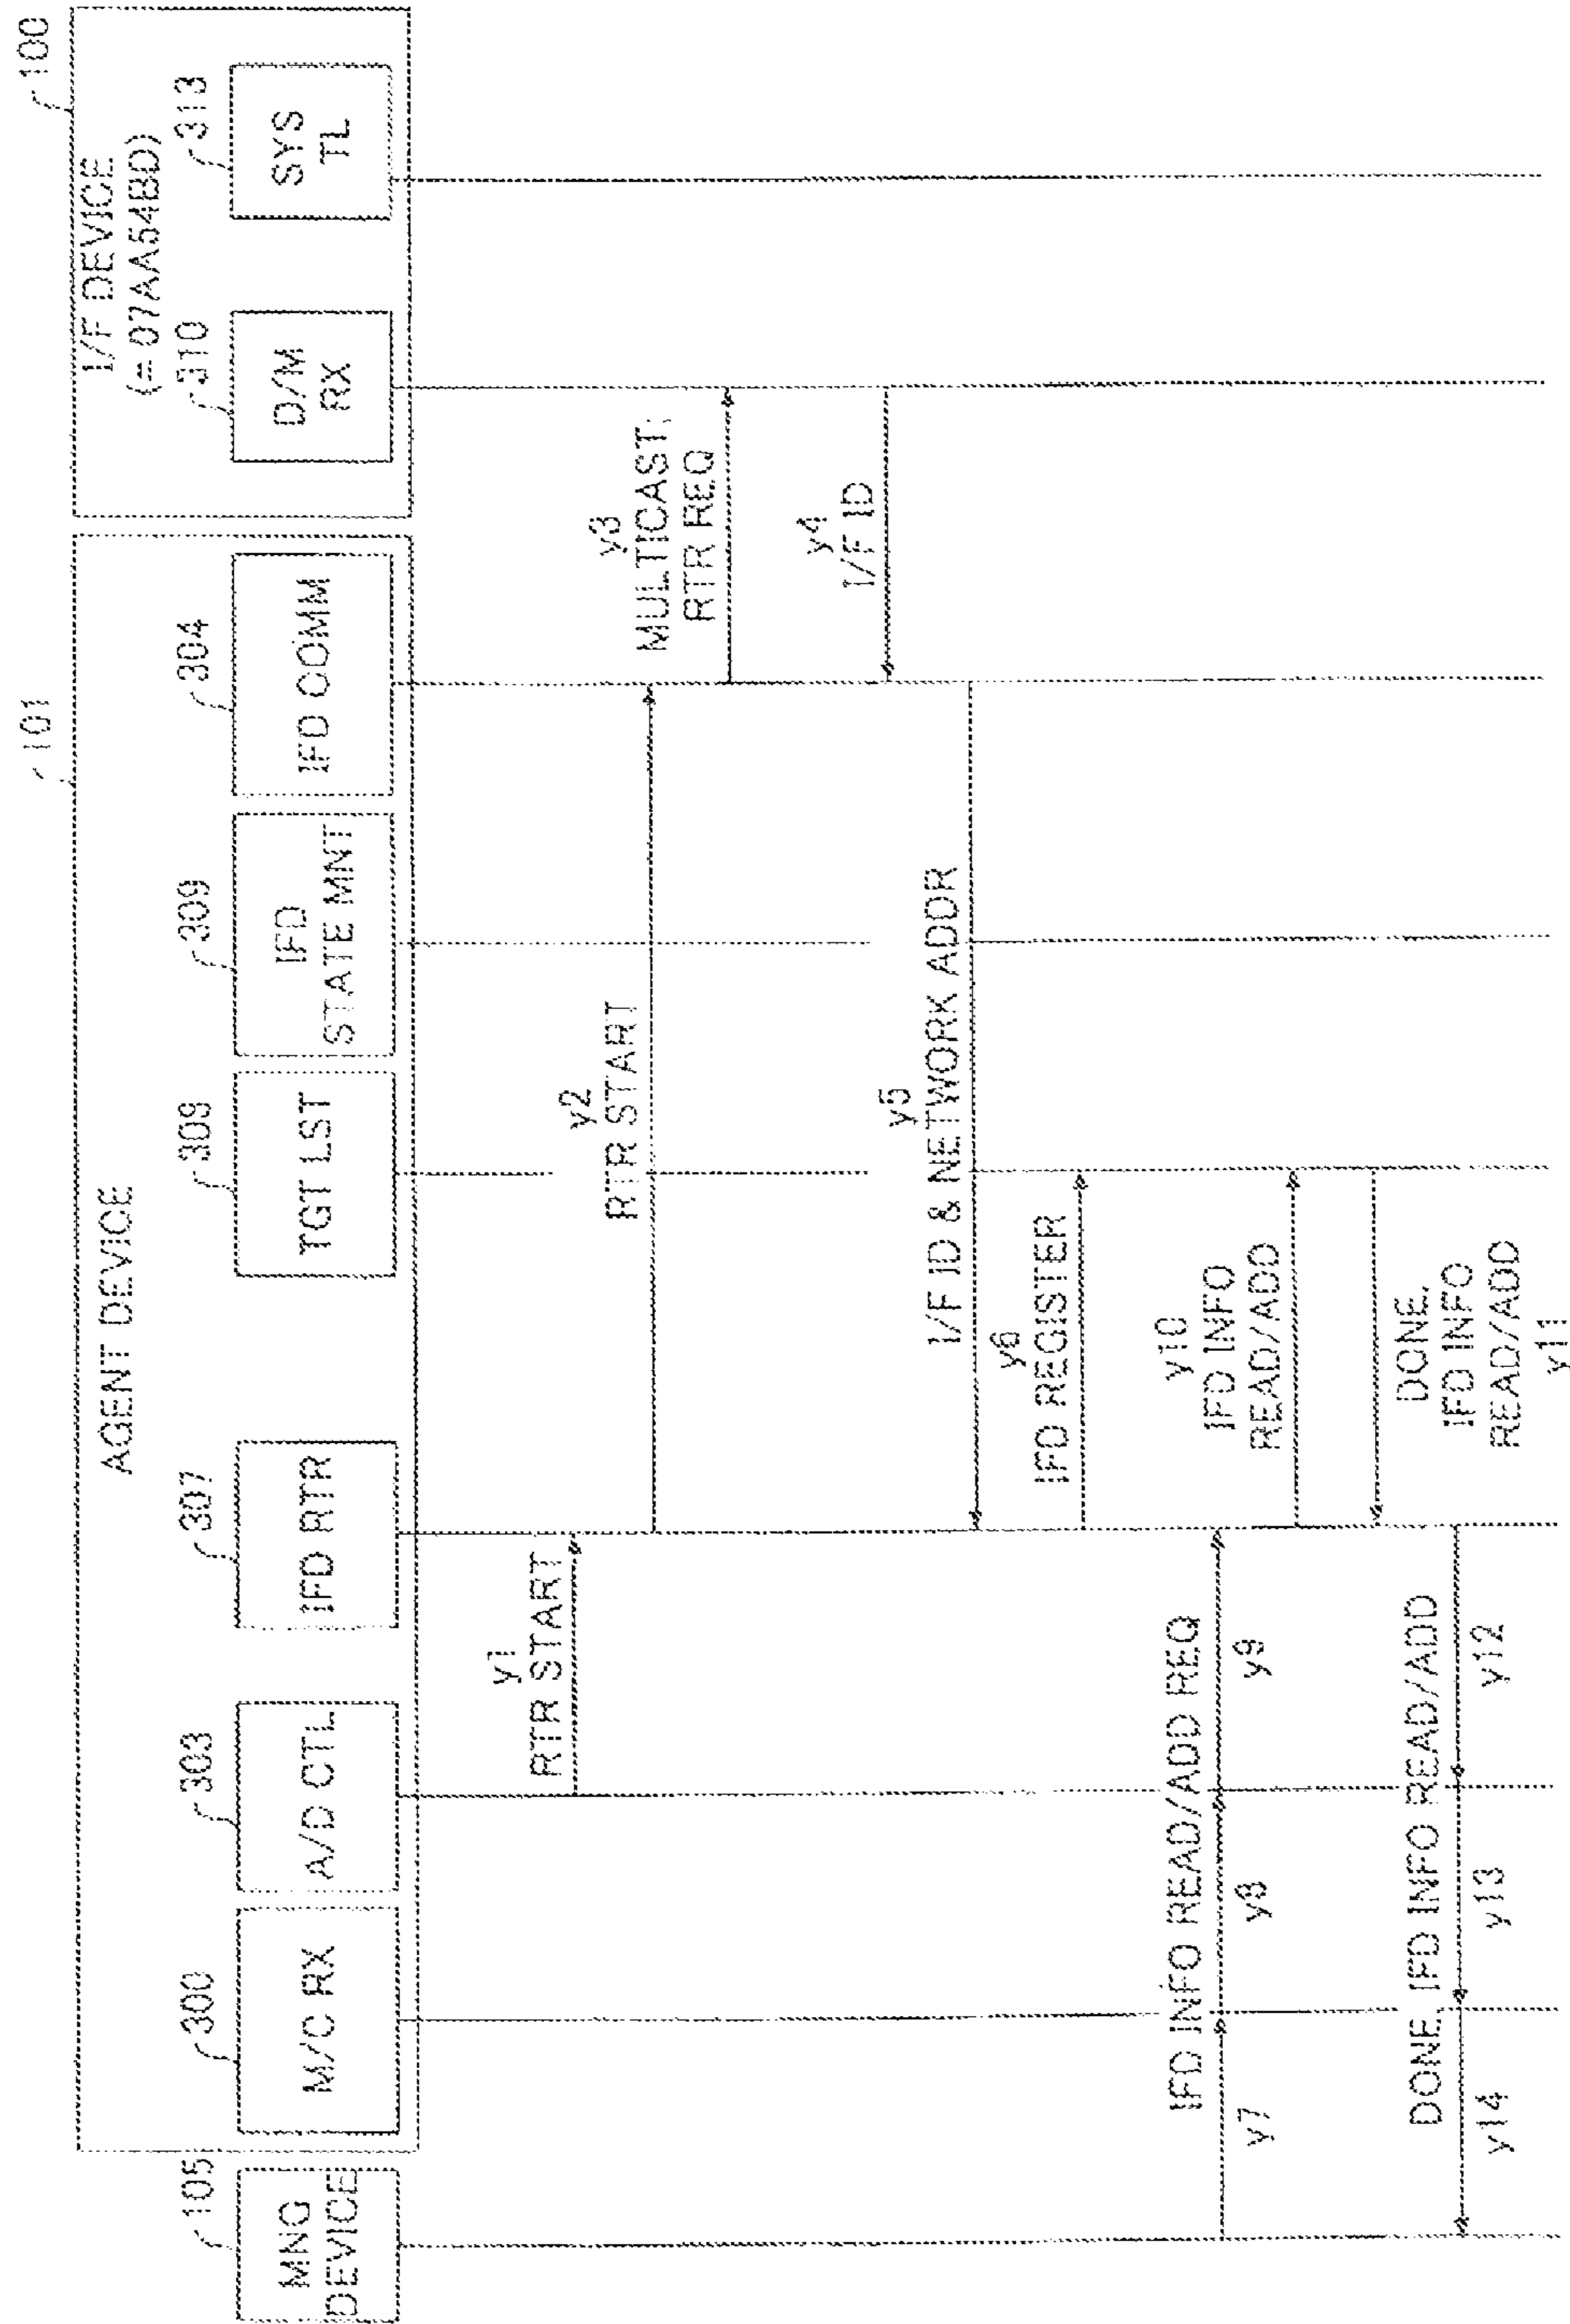 100
I/F DEVICE
(=07AA54BD)
313
SYS
TL
310
D/M
RX
101
AGENT DEVICE
304
IFD COMM
309
IFD
STATE MNT
309
TGT LST
307
IFD RTR
303
A/D CTL
300
M/C RX
105
MNG
DEVICE
y1
RTR START
y2
RTR START
y3
MULTICAST:
RTR REQ
y4
I/F ID
y5
I/F ID & NETWORK ADDR
y6
IFD REGISTER
IFD INFO READ/ADD REQ
y7
y8
y9
y10
IFD INFO
READ/ADD
DONE,
IFD INFO
READ/ADD
y11
DONE, IFD INFO READ/ADD
y12
y13
y14